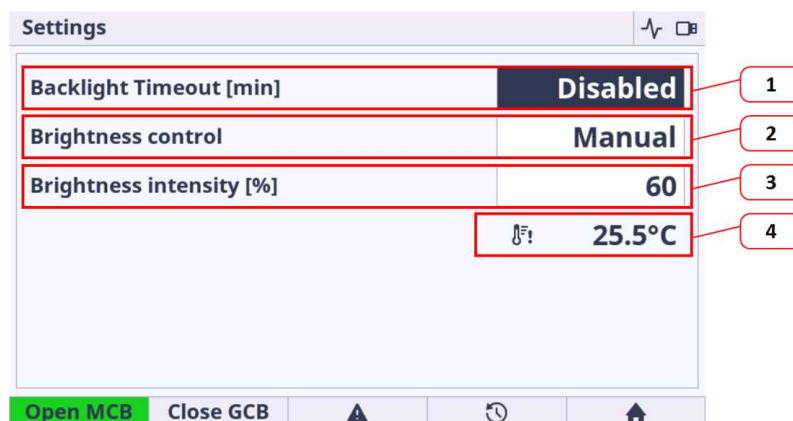 Settings
Backlight Timeout [min] Disabled 1
Brightness control Manual 2
Brightness intensity [%] 60 3
25.5°C 4
Open MCB Close GCB